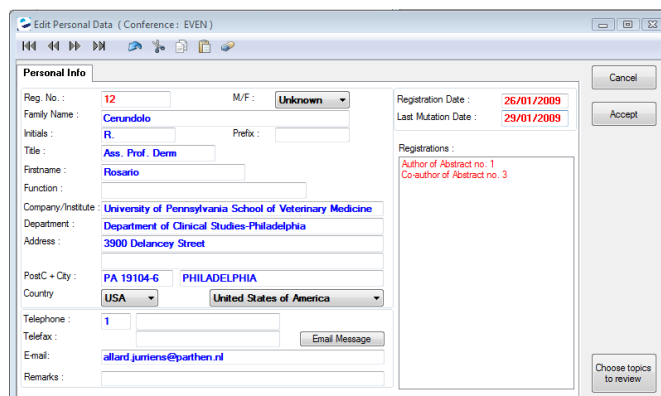 Edit Personal Data ( Conference : EVEN )
Personal Info
Cancel
Reg. No. : 12 M/F : Unknown Registration Date : 26/01/2009
Family Name : Cerundolo Last Mutation Date : 29/01/2009 Accept
Initials : R. Prefix :
Title : Ass. Prof. Derm Registrations :
Firstname : Rosario Author of Abstract no. 1
Function : Co-author of Abstract no. 3
Company/Institute : University of Pennsylvania School of Veterinary Medicine
Department : Department of Clinical Studies-Philadelphia
Address : 3900 Delancey Street
PostC + City : PA 19104-6 PHILADELPHIA
Country USA United States of America
Telephone : 1
Telefax : Email Message
E-mail: allard.jurriens@parthen.nl
Remarks :
Choose topics
to review